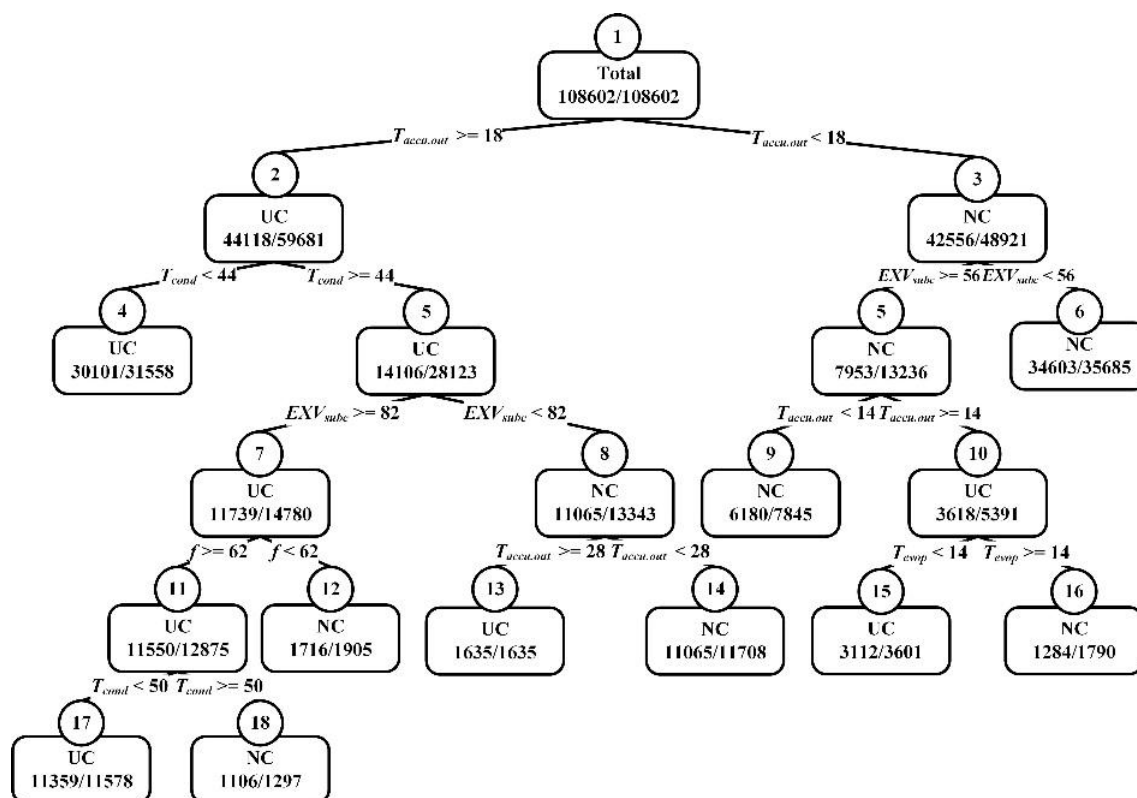 1
Total
108602/108602
T_accu.out >= 18
T_accu.out < 18
2
UC
44118/59681
3
NC
42556/48921
T_cond < 44
T_cond >= 44
EXV_subc >= 56
EXV_subc < 56
4
UC
30101/31558
5
UC
14106/28123
5
NC
7953/13236
6
NC
34603/35685
EXV_subc >= 82
EXV_subc < 82
T_accu.out < 14
T_accu.out >= 14
7
UC
11739/14780
8
NC
11065/13343
9
NC
6180/7845
10
UC
3618/5391
f >= 62
f < 62
T_accu.out >= 28
T_accu.out < 28
T_evap < 14
T_evap >= 14
11
UC
11550/12875
12
NC
1716/1905
13
UC
1635/1635
14
NC
11065/11708
15
UC
3112/3601
16
NC
1284/1790
T_cond < 50
T_cond >= 50
17
UC
11359/11578
18
NC
1106/1297